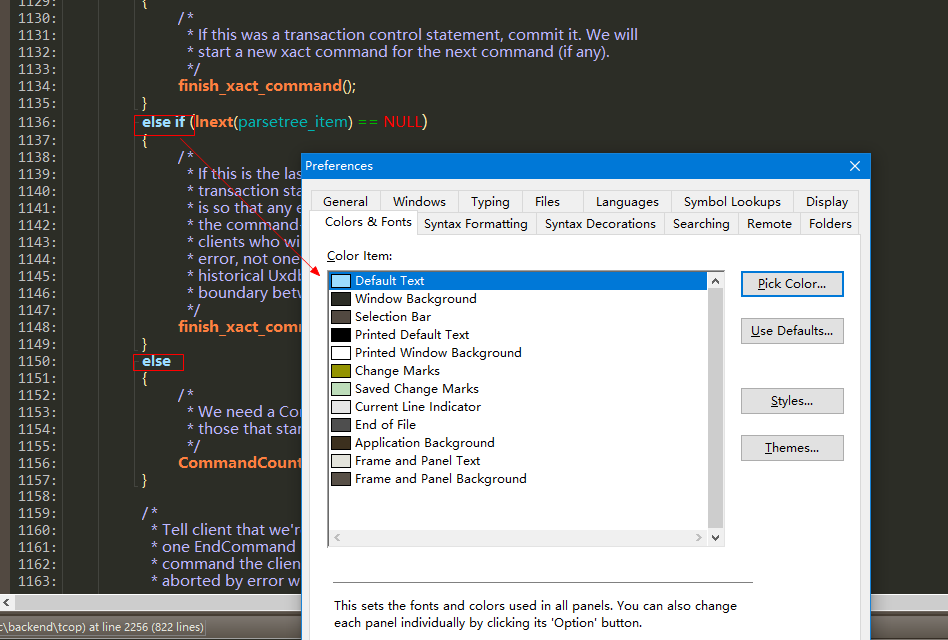 1129: {
1130: /*
1131: * If this was a transaction control statement, commit it. We will
1132: * start a new xact command for the next command (if any).
1133: */
1134: finish_xact_command();
1135: }
1136: else if (lnext(parsetree_item) == NULL)
1137: {
1138: /*
1139: * If this is the las
1140: * transaction sta
1141: * is so that any e
1142: * the command-
1143: * clients who wi
1144: * error, not one
1145: * historical Uxdb
1146: * boundary betw
1147: */
1148: finish_xact_comm
1149: }
1150: else
1151: {
1152: /*
1153: * We need a Con
1154: * those that star
1155: */
1156: CommandCount
1157: }
1158:
1159: /*
1160: * Tell client that we're
1161: * one EndCommand
1162: * command the clien
1163: * aborted by error w
c\backend\tcop) at line 2256 (822 lines)
Preferences
General Windows Typing Files Languages Symbol Lookups Display
Colors & Fonts Syntax Formatting Syntax Decorations Searching Remote Folders
Color Item:
Default Text
Window Background
Selection Bar
Printed Default Text
Printed Window Background
Change Marks
Saved Change Marks
Current Line Indicator
End of File
Application Background
Frame and Panel Text
Frame and Panel Background
Pick Color...
Use Defaults...
Styles...
Themes...
This sets the fonts and colors used in all panels. You can also change
each panel individually by clicking its 'Option' button.